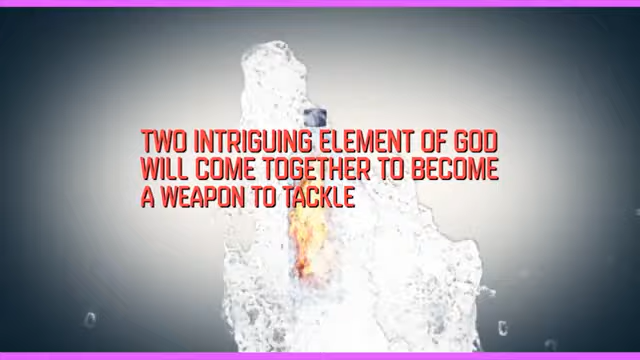 TWO INTRIGUING ELEMENT OF GOD
WILL COME TOGETHER TO BECOME
A WEAPON TO TACKLE